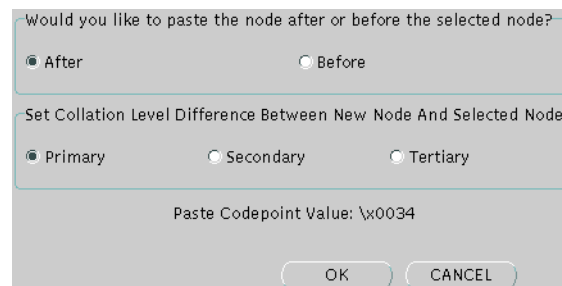 Would you like to paste the node after or before the selected node?
After Before
Set Collation Level Difference Between New Node And Selected Node
Primary Secondary Tertiary
Paste Codepoint Value: \x0034
OK CANCEL